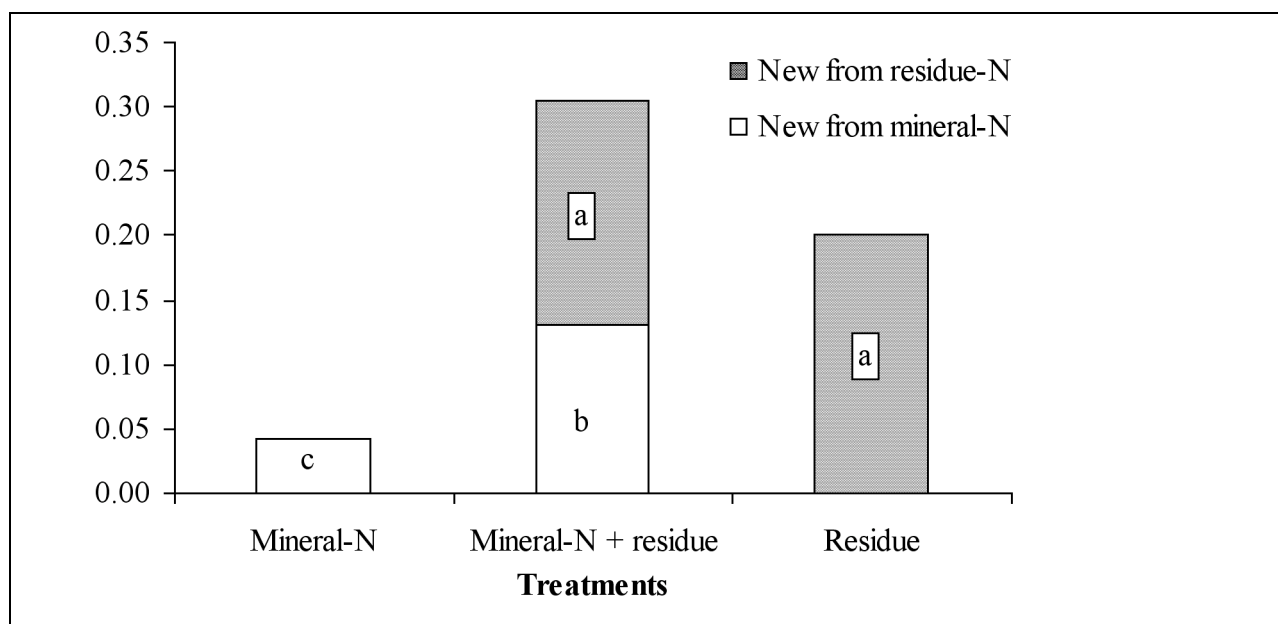 0.35
New from residue-N
0.30
New from mineral-N
0.25
0.20
a
0.15
0.10
a
0.05
b
c
0.00
Mineral-N Mineral-N + residue Residue
Treatments